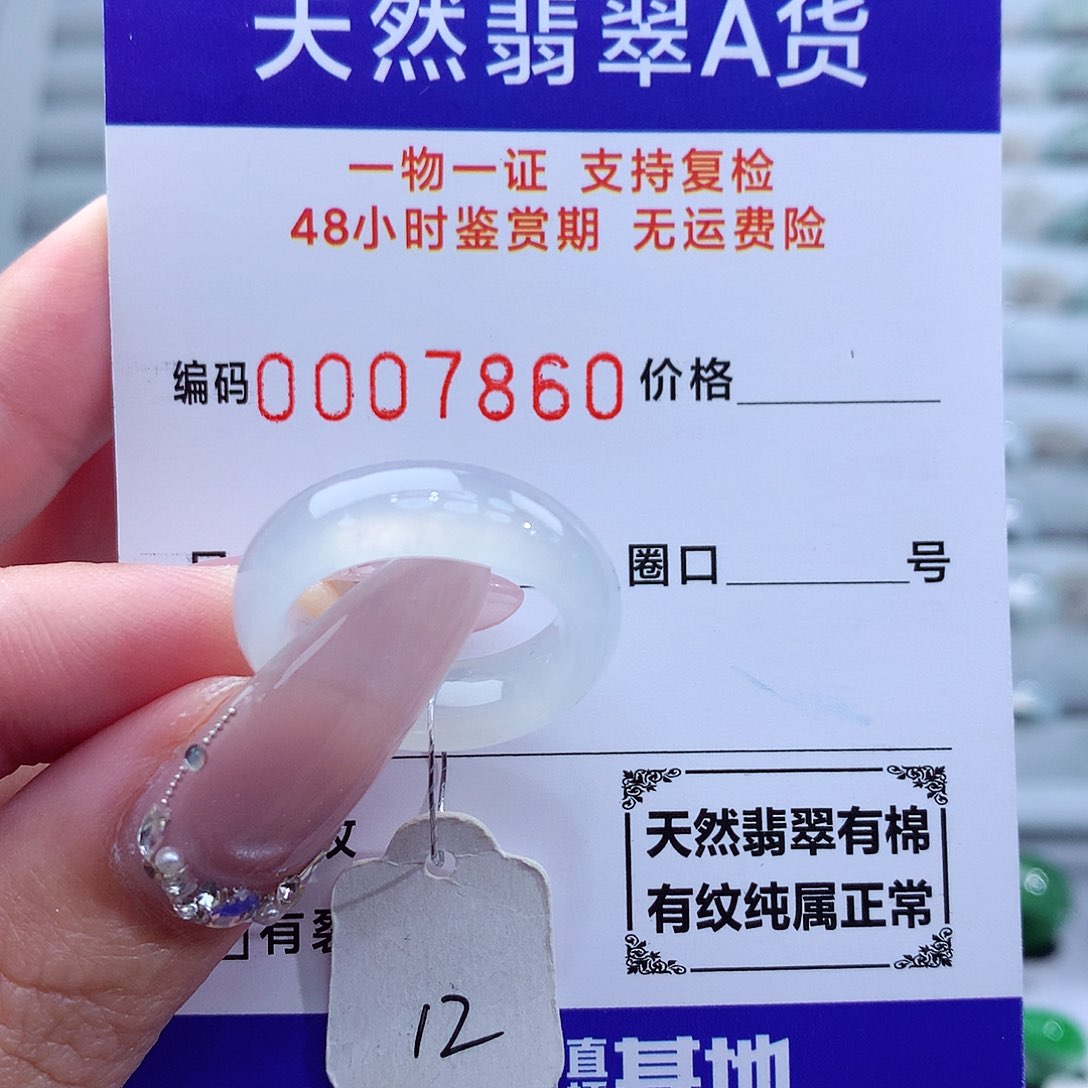 天然翡翠A货
一物一证 支持复检
48小时鉴赏期 无运费险
编码0007860 价格
圈口 号
天然翡翠有棉
有纹纯属正常
纹
有裂
12
基地